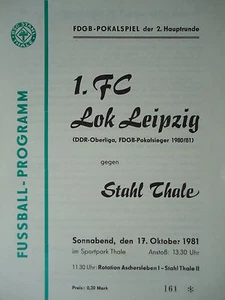 FDGB-POKALSPIEL der 2. Hauptrunde
1. FC
Lok Leipzig
(DDR-Oberliga, FDGB-Pokalsieger 1980/81)
gegen
Stahl Thale
Sonnabend, den 17. Oktober 1981
im Sportpark Thale Anstoß: 13.30 Uhr
11.30 Uhr: Rotation Aschersleben I – Stahl Thale II
Preis: 0,20 Mark
161 *
FUSSBALL-PROGRAMM